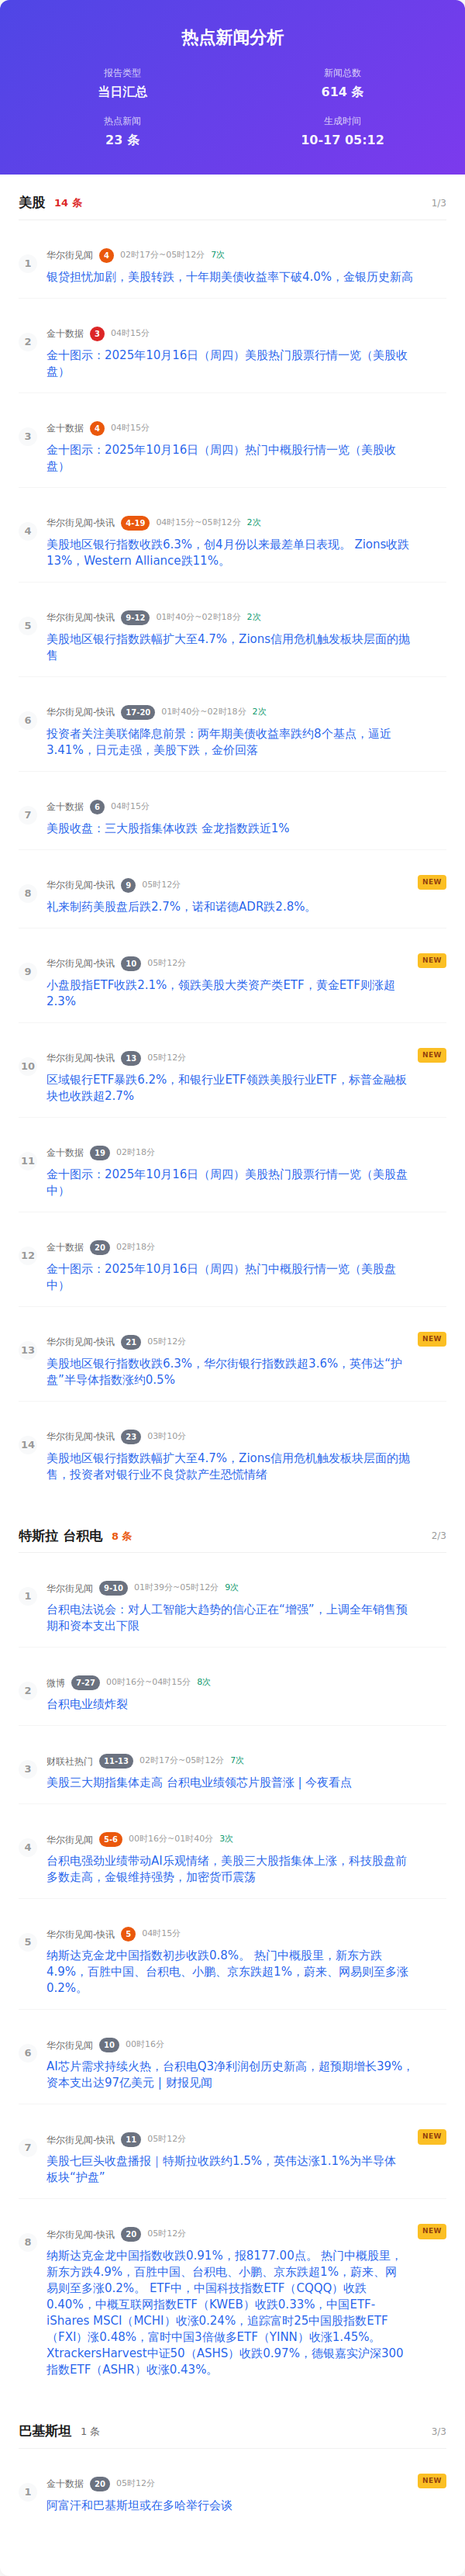 热点新闻分析
报告类型
新闻总数
当日汇总
614 条
热点新闻
生成时间
23 条
10-17 05:12
美股 14 条 1/3
1 华尔街见闻 4 02时17分~05时12分 7次
银贷担忧加剧，美股转跌，十年期美债收益率下破4.0%，金银历史新高
2 金十数据 3 04时15分
金十图示：2025年10月16日（周四）美股热门股票行情一览（美股收
盘）
3 金十数据 4 04时15分
金十图示：2025年10月16日（周四）热门中概股行情一览（美股收
盘）
4 华尔街见闻-快讯 4-19 04时15分~05时12分 2次
美股地区银行指数收跌6.3%，创4月份以来最差单日表现。 Zions收跌
13%，Western Alliance跌11%。
5 华尔街见闻-快讯 9-12 01时40分~02时18分 2次
美股地区银行指数跌幅扩大至4.7%，Zions信用危机触发板块层面的抛
售
6 华尔街见闻-快讯 17-20 01时40分~02时18分 2次
投资者关注美联储降息前景：两年期美债收益率跌约8个基点，逼近
3.41%，日元走强，美股下跌，金价回落
7 金十数据 6 04时15分
美股收盘：三大股指集体收跌 金龙指数跌近1%
8 华尔街见闻-快讯 9 05时12分 NEW
礼来制药美股盘后跌2.7%，诺和诺德ADR跌2.8%。
9 华尔街见闻-快讯 10 05时12分 NEW
小盘股指ETF收跌2.1%，领跌美股大类资产类ETF，黄金ETF则涨超
2.3%
10 华尔街见闻-快讯 13 05时12分 NEW
区域银行ETF暴跌6.2%，和银行业ETF领跌美股行业ETF，标普金融板
块也收跌超2.7%
11 金十数据 19 02时18分
金十图示：2025年10月16日（周四）美股热门股票行情一览（美股盘
中）
12 金十数据 20 02时18分
金十图示：2025年10月16日（周四）热门中概股行情一览（美股盘
中）
13 华尔街见闻-快讯 21 05时12分 NEW
美股地区银行指数收跌6.3%，华尔街银行指数跌超3.6%，英伟达“护
盘”半导体指数涨约0.5%
14 华尔街见闻-快讯 23 03时10分
美股地区银行指数跌幅扩大至4.7%，Zions信用危机触发板块层面的抛
售，投资者对银行业不良贷款产生恐慌情绪
特斯拉 台积电 8 条 2/3
1 华尔街见闻 9-10 01时39分~05时12分 9次
台积电法说会：对人工智能大趋势的信心正在“增强”，上调全年销售预
期和资本支出下限
2 微博 7-27 00时16分~04时15分 8次
台积电业绩炸裂
3 财联社热门 11-13 02时17分~05时12分 7次
美股三大期指集体走高 台积电业绩领芯片股普涨 | 今夜看点
4 华尔街见闻 5-6 00时16分~01时40分 3次
台积电强劲业绩带动AI乐观情绪，美股三大股指集体上涨，科技股盘前
多数走高，金银维持强势，加密货币震荡
5 华尔街见闻-快讯 5 04时15分
纳斯达克金龙中国指数初步收跌0.8%。 热门中概股里，新东方跌
4.9%，百胜中国、台积电、小鹏、京东跌超1%，蔚来、网易则至多涨
0.2%。
6 华尔街见闻 10 00时16分
AI芯片需求持续火热，台积电Q3净利润创历史新高，超预期增长39%，
资本支出达97亿美元 | 财报见闻
7 华尔街见闻-快讯 11 05时12分 NEW
美股七巨头收盘播报｜特斯拉收跌约1.5%，英伟达涨1.1%为半导体
板块“护盘”
8 华尔街见闻-快讯 20 05时12分 NEW
纳斯达克金龙中国指数收跌0.91%，报8177.00点。 热门中概股里，
新东方跌4.9%，百胜中国、台积电、小鹏、京东跌超1%，蔚来、网
易则至多涨0.2%。 ETF中，中国科技指数ETF（CQQQ）收跌
0.40%，中概互联网指数ETF（KWEB）收跌0.33%，中国ETF-
iShares MSCI（MCHI）收涨0.24%，追踪富时25中国股指数ETF
（FXI）涨0.48%，富时中国3倍做多ETF（YINN）收涨1.45%。
XtrackersHarvest中证50（ASHS）收跌0.97%，德银嘉实沪深300
指数ETF（ASHR）收涨0.43%。
巴基斯坦 1 条 3/3
1 金十数据 20 05时12分 NEW
阿富汗和巴基斯坦或在多哈举行会谈